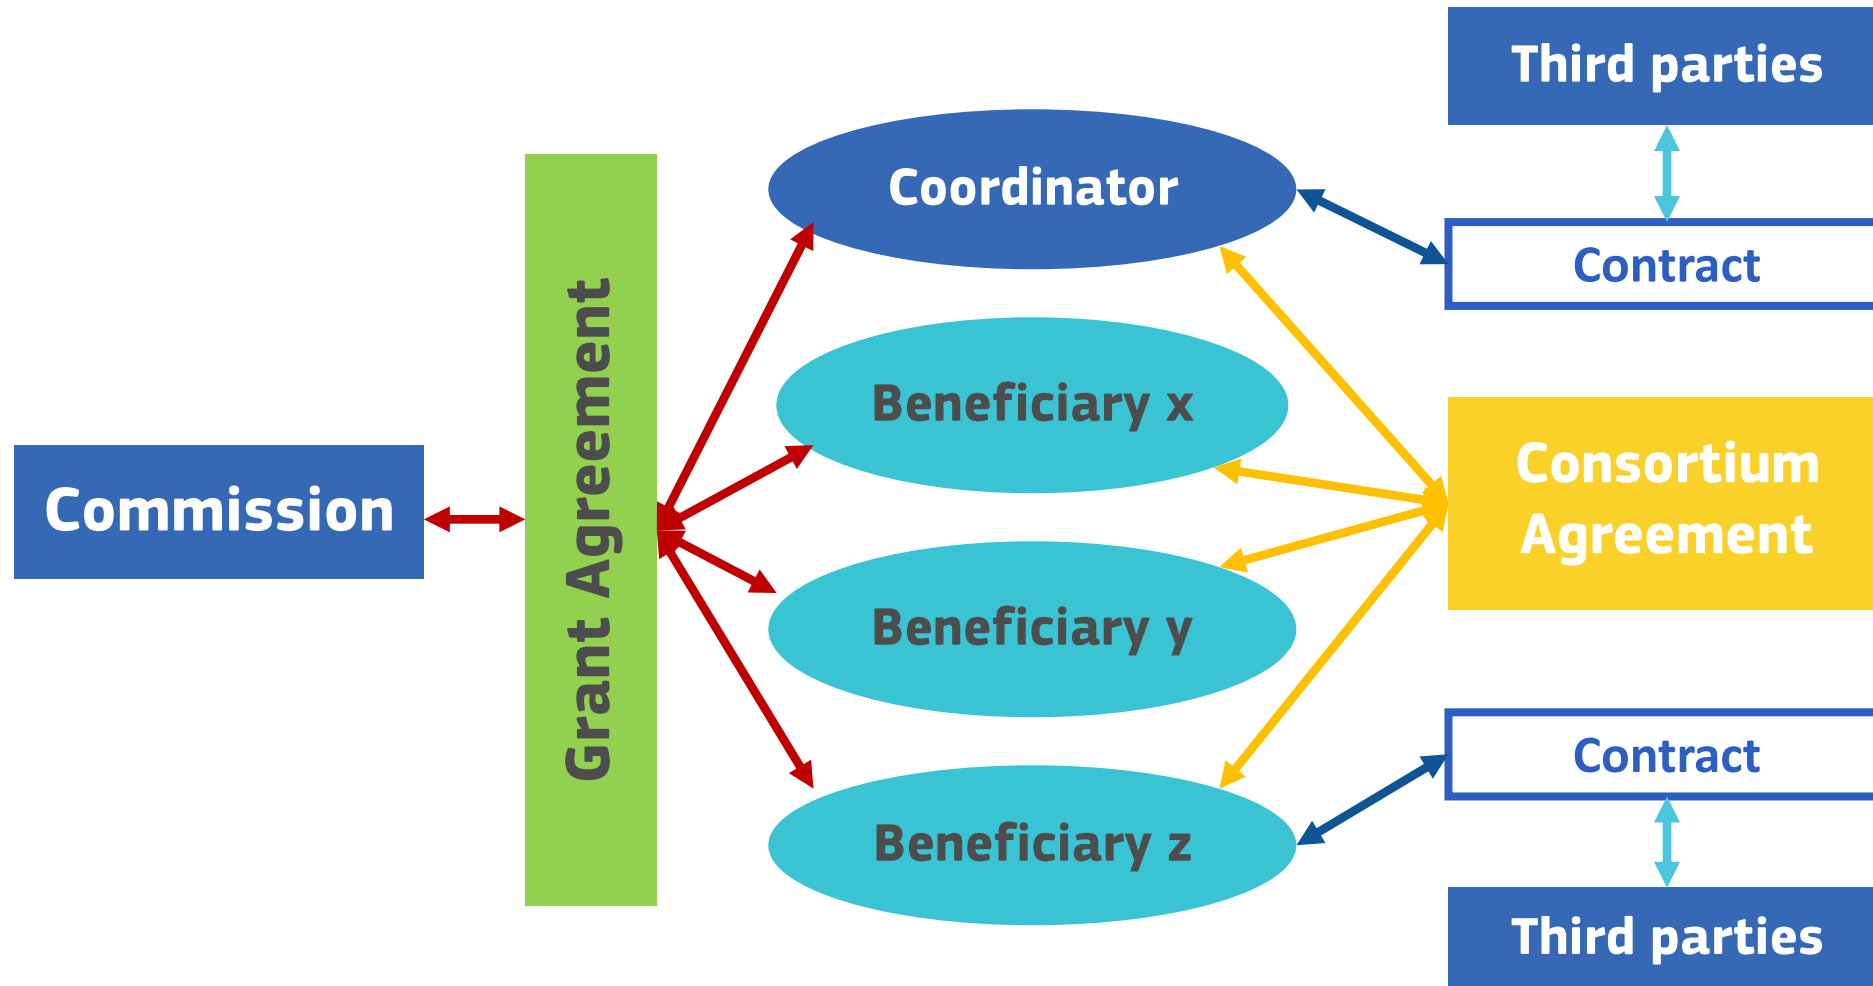 Third parties
Coordinator
Contract
Beneficiary x
Consortium
Agreement
Commission
Grant Agreement
Beneficiary y
Contract
Beneficiary z
Third parties